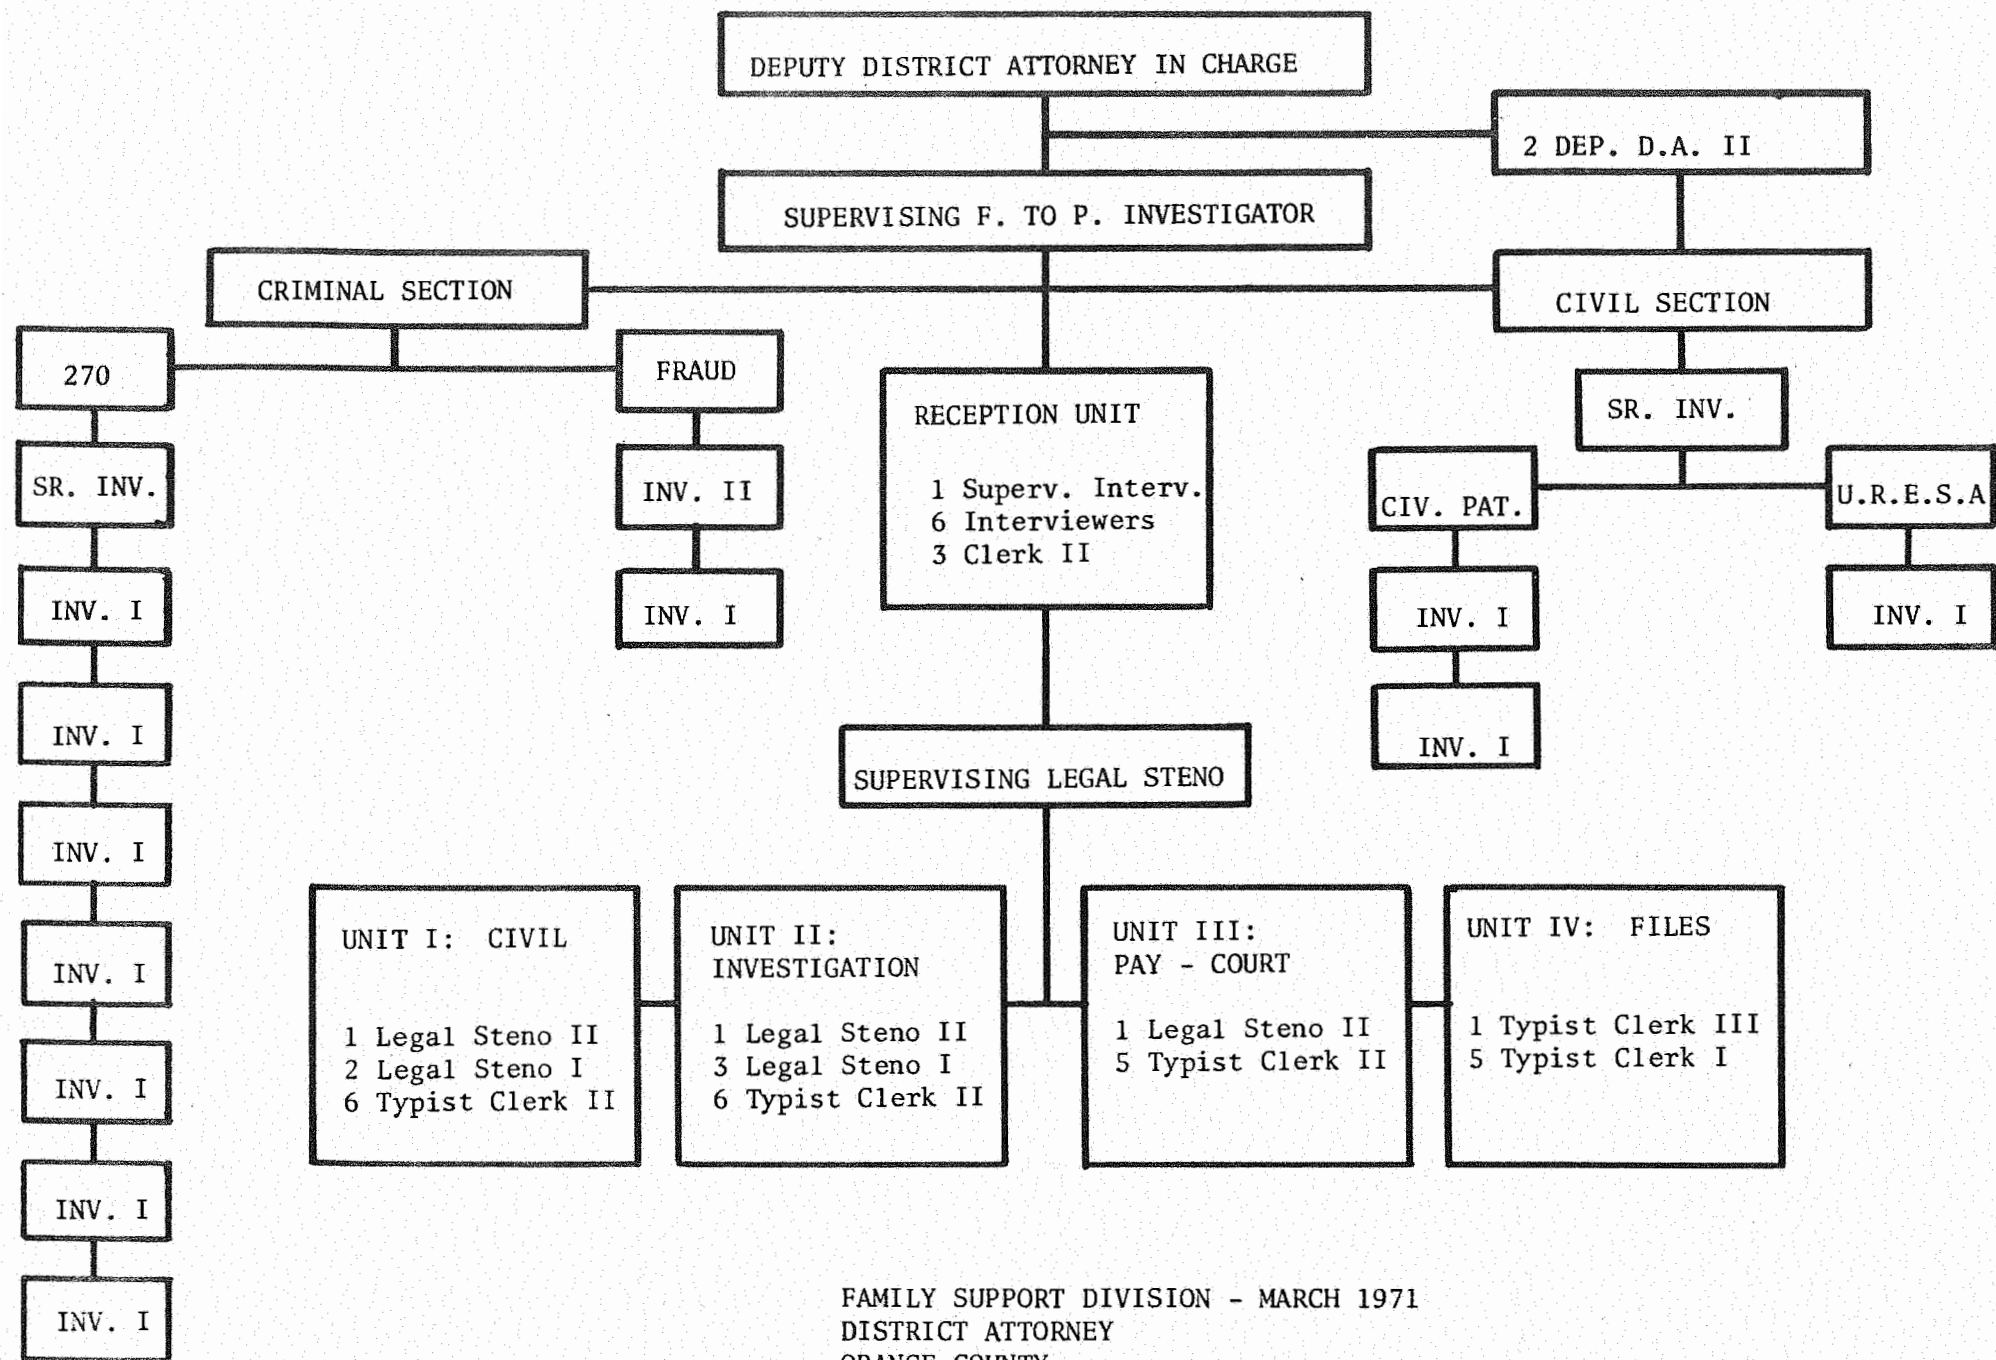 DEPUTY DISTRICT ATTORNEY IN CHARGE
2 DEP. D.A. II
SUPERVISING F. TO P. INVESTIGATOR
CRIMINAL SECTION
CIVIL SECTION
270
FRAUD
SR. INV.
INV. II
INV. I
INV. I
INV. I
INV. I
INV. I
INV. I
INV. I
INV. I
RECEPTION UNIT
1 Superv. Interv.
6 Interviewers
3 Clerk II
SR. INV.
CIV. PAT.
U.R.E.S.A
INV. I
INV. I
INV. I
SUPERVISING LEGAL STENO
UNIT I: CIVIL
1 Legal Steno II
2 Legal Steno I
6 Typist Clerk II
UNIT II:
INVESTIGATION
1 Legal Steno II
3 Legal Steno I
6 Typist Clerk II
UNIT III:
PAY - COURT
1 Legal Steno II
5 Typist Clerk II
UNIT IV: FILES
1 Typist Clerk III
5 Typist Clerk I
FAMILY SUPPORT DIVISION - MARCH 1971
DISTRICT ATTORNEY
ORANGE COUNTY